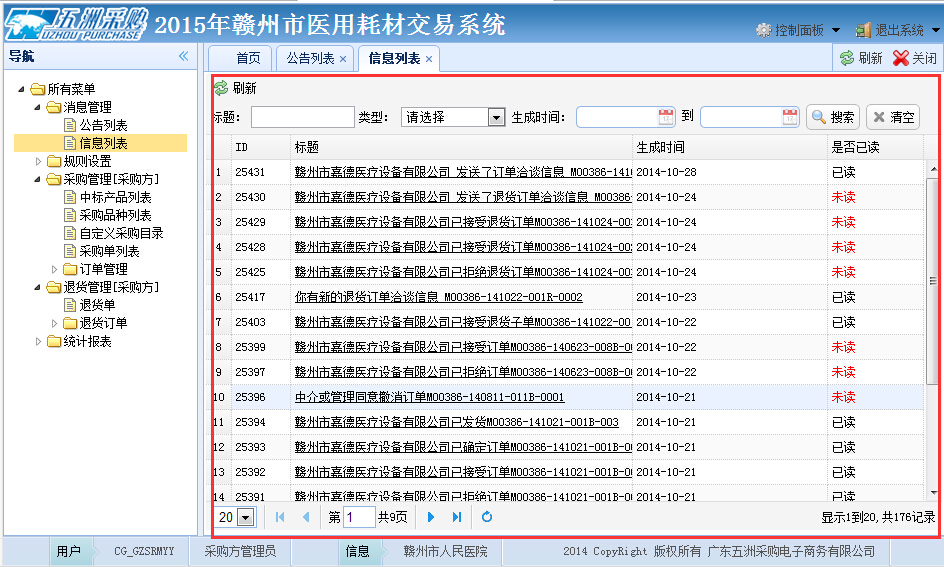 五洲采购
WUZHOU PURCHASE
2015年赣州市医用耗材交易系统
控制面板 退出系统
导航
首页 公告列表 信息列表 刷新 关闭
所有菜单
消息管理
公告列表
信息列表
规则设置
采购管理[采购方]
中标产品列表
采购品种列表
自定义采购目录
采购单列表
订单管理
退货管理[采购方]
退货单
退货订单
统计报表
刷新
标题: 类型: 请选择 生成时间: 到 搜索 清空
ID 标题 生成时间 是否已读
1 25431 赣州市嘉德医疗设备有限公司 发送了订单洽谈信息 M00386-141 2014-10-28 已读
2 25430 赣州市嘉德医疗设备有限公司 发送了退货订单洽谈信息 M00386- 2014-10-24 未读
3 25429 赣州市嘉德医疗设备有限公司已接受退货订单M00386-141024-00 2014-10-24 未读
4 25428 赣州市嘉德医疗设备有限公司已接受退货订单M00386-141024-00 2014-10-24 未读
5 25425 赣州市嘉德医疗设备有限公司已拒绝退货订单M00386-141024-00 2014-10-24 未读
6 25417 你有新的退货订单洽谈信息 M00386-141022-001R-0002 2014-10-23 已读
7 25403 赣州市嘉德医疗设备有限公司已接受退货子单M00386-141022-00 2014-10-22 已读
8 25399 赣州市嘉德医疗设备有限公司已接受订单M00386-140623-008B-0 2014-10-22 未读
9 25397 赣州市嘉德医疗设备有限公司已拒绝订单M00386-140623-008B-0 2014-10-22 未读
10 25396 中介或管理同意撤消订单M00386-140811-011B-0001 2014-10-21 未读
11 25394 赣州市嘉德医疗设备有限公司已发货M00386-141021-001B-003 2014-10-21 已读
12 25393 赣州市嘉德医疗设备有限公司已确定订单M00386-141021-001B-0 2014-10-21 已读
13 25392 赣州市嘉德医疗设备有限公司已接受订单M00386-141021-001B-0 2014-10-21 已读
14 25391 赣州市嘉德医疗设备有限公司已拒绝订单M00386-141021-001B-0 2014-10-21 已读
20 第 1 共9页 显示1到20,共176记录
用户 CG_GZSRMYY 采购方管理员 信息 赣州市人民医院 2014 CopyRight 版权所有 广东五洲采购电子商务有限公司